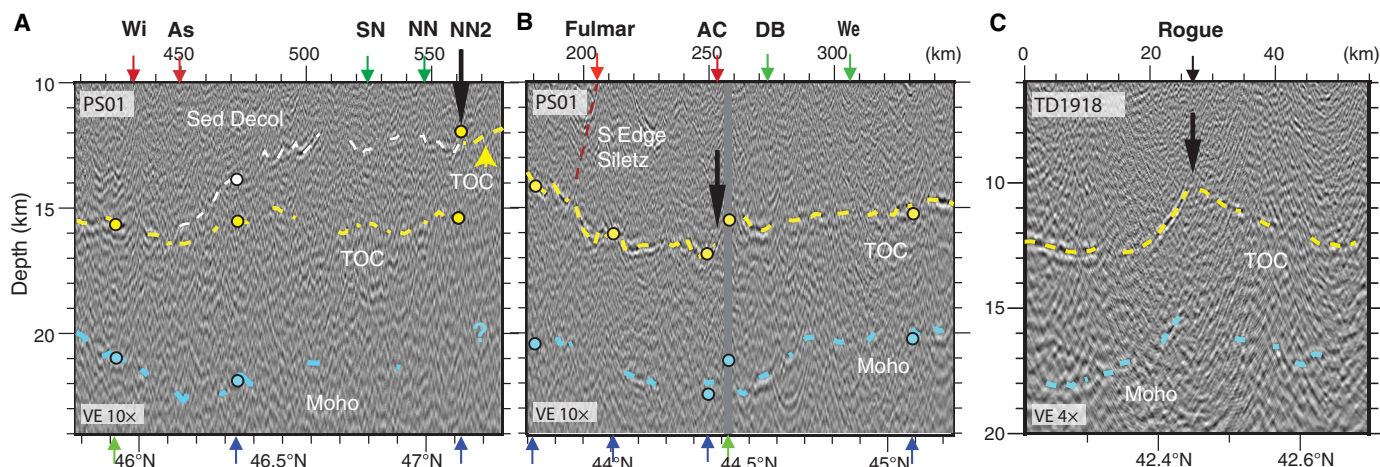 A Wi As SN NN NN2
450 500 550
B Fulmar AC DB We
200 250 300 (km)
C Rogue
0 20 40 (km)
Depth (km)
10
15
20
PS01
Sed Decol
TOC
TOC
?
Moho
VE 10×
46°N 46.5°N 47°N
PS01
S Edge
Siletz
TOC
Moho
VE 10×
44°N 44.5°N 45°N
TD1918
10
15
20
TOC
Moho
VE 4×
42.4°N 42.6°N